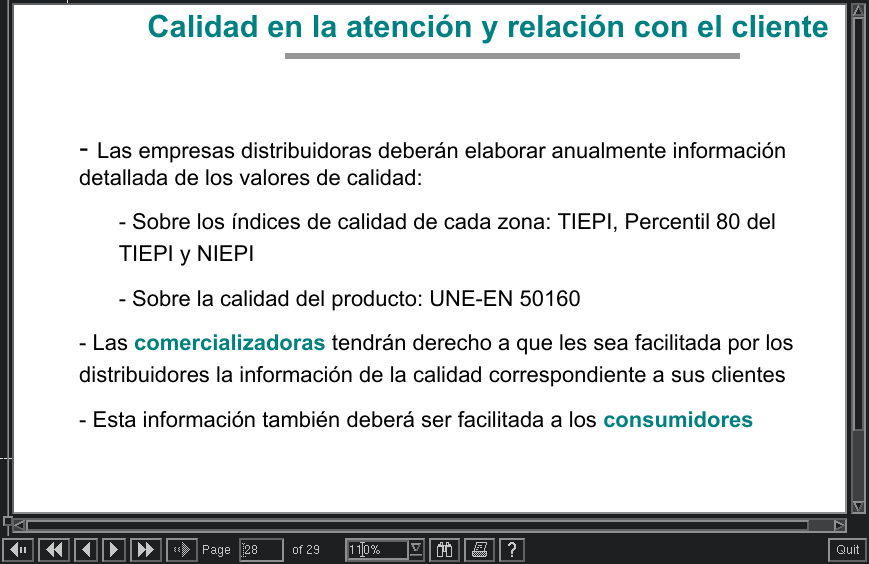 Calidad en la atención y relación con el cliente
- Las empresas distribuidoras deberán elaborar anualmente información
detallada de los valores de calidad:
- Sobre los índices de calidad de cada zona: TIEPI, Percentil 80 del
TIEPI y NIEPI
- Sobre la calidad del producto: UNE-EN 50160
- Las comercializadoras tendrán derecho a que les sea facilitada por los
distribuidores la información de la calidad correspondiente a sus clientes
- Esta información también deberá ser facilitada a los consumidores
Page 28 of 29 110% ? Quit